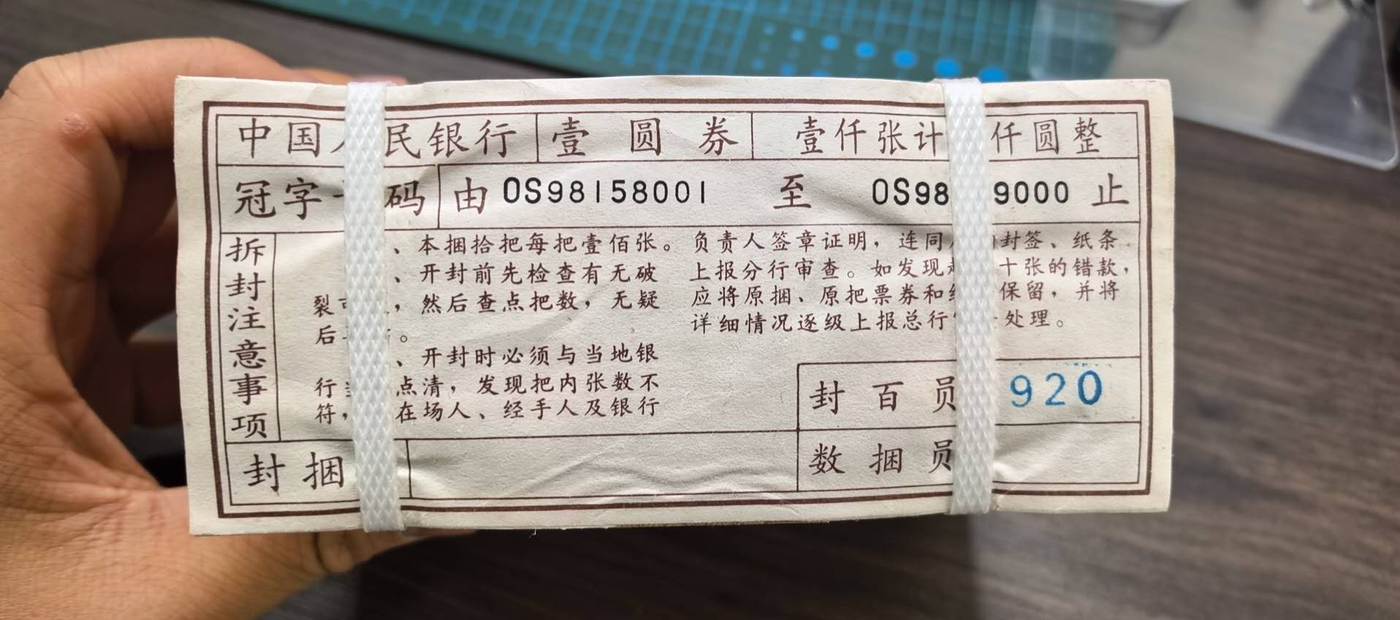 中国人民银行 壹圆券 壹仟张计 仟圆整
冠字 码 由 OS98158001 至 OS98 9000 止
拆封注意事项
、本捆拾把每把壹佰张。
、开封前先检查有无破
裂 ，然后查点把数，无疑
后 。
、开封时必须与当地银
行 点清，发现把内张数不
符， 在场人、经手人及银行
负责人签章证明，连同 封签、纸条
上报分行审查。如发现 十张的错款，
应将原捆、原把票券和 保留，并将
详细情况逐级上报总行 处理。
封百员 920
封捆
数捆员